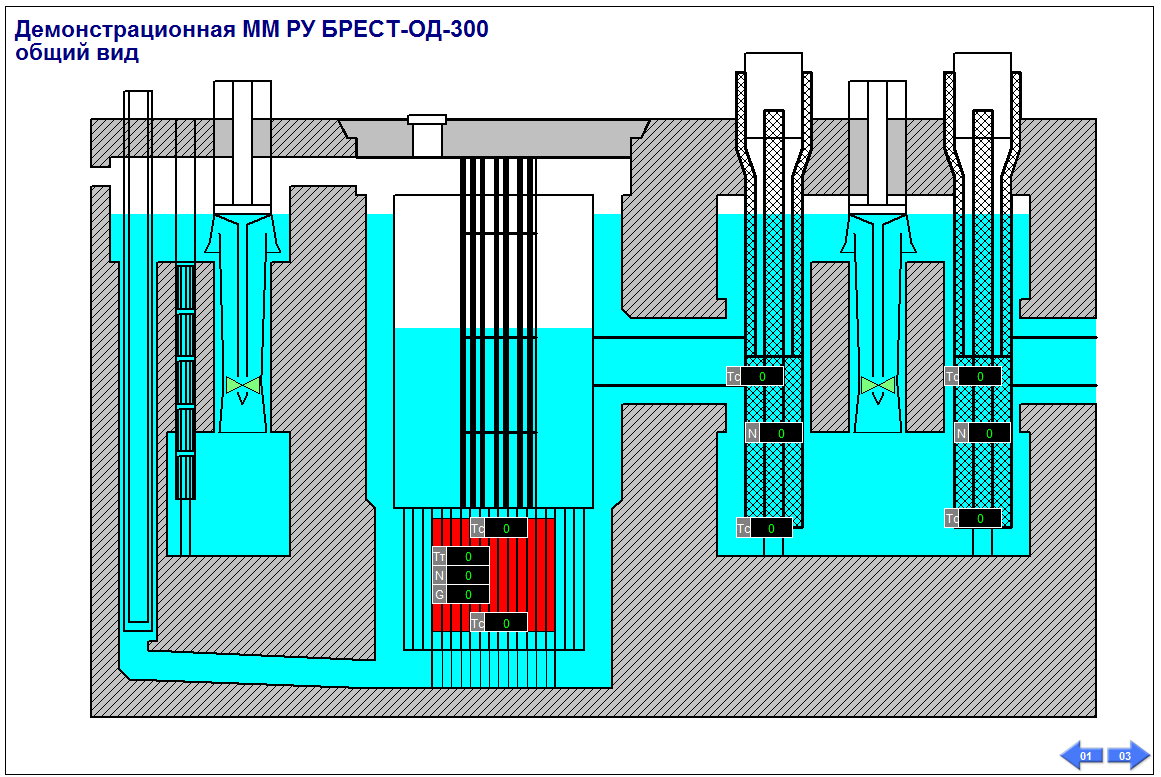 Демонстрационная ММ РУ БРЕСТ-ОД-300
общий вид
Тс 0
Тс 0
N 0
N 0
Тс 0
Тс 0
Тс 0
Тт 0
N 0
G 0
Тс 0
01 03